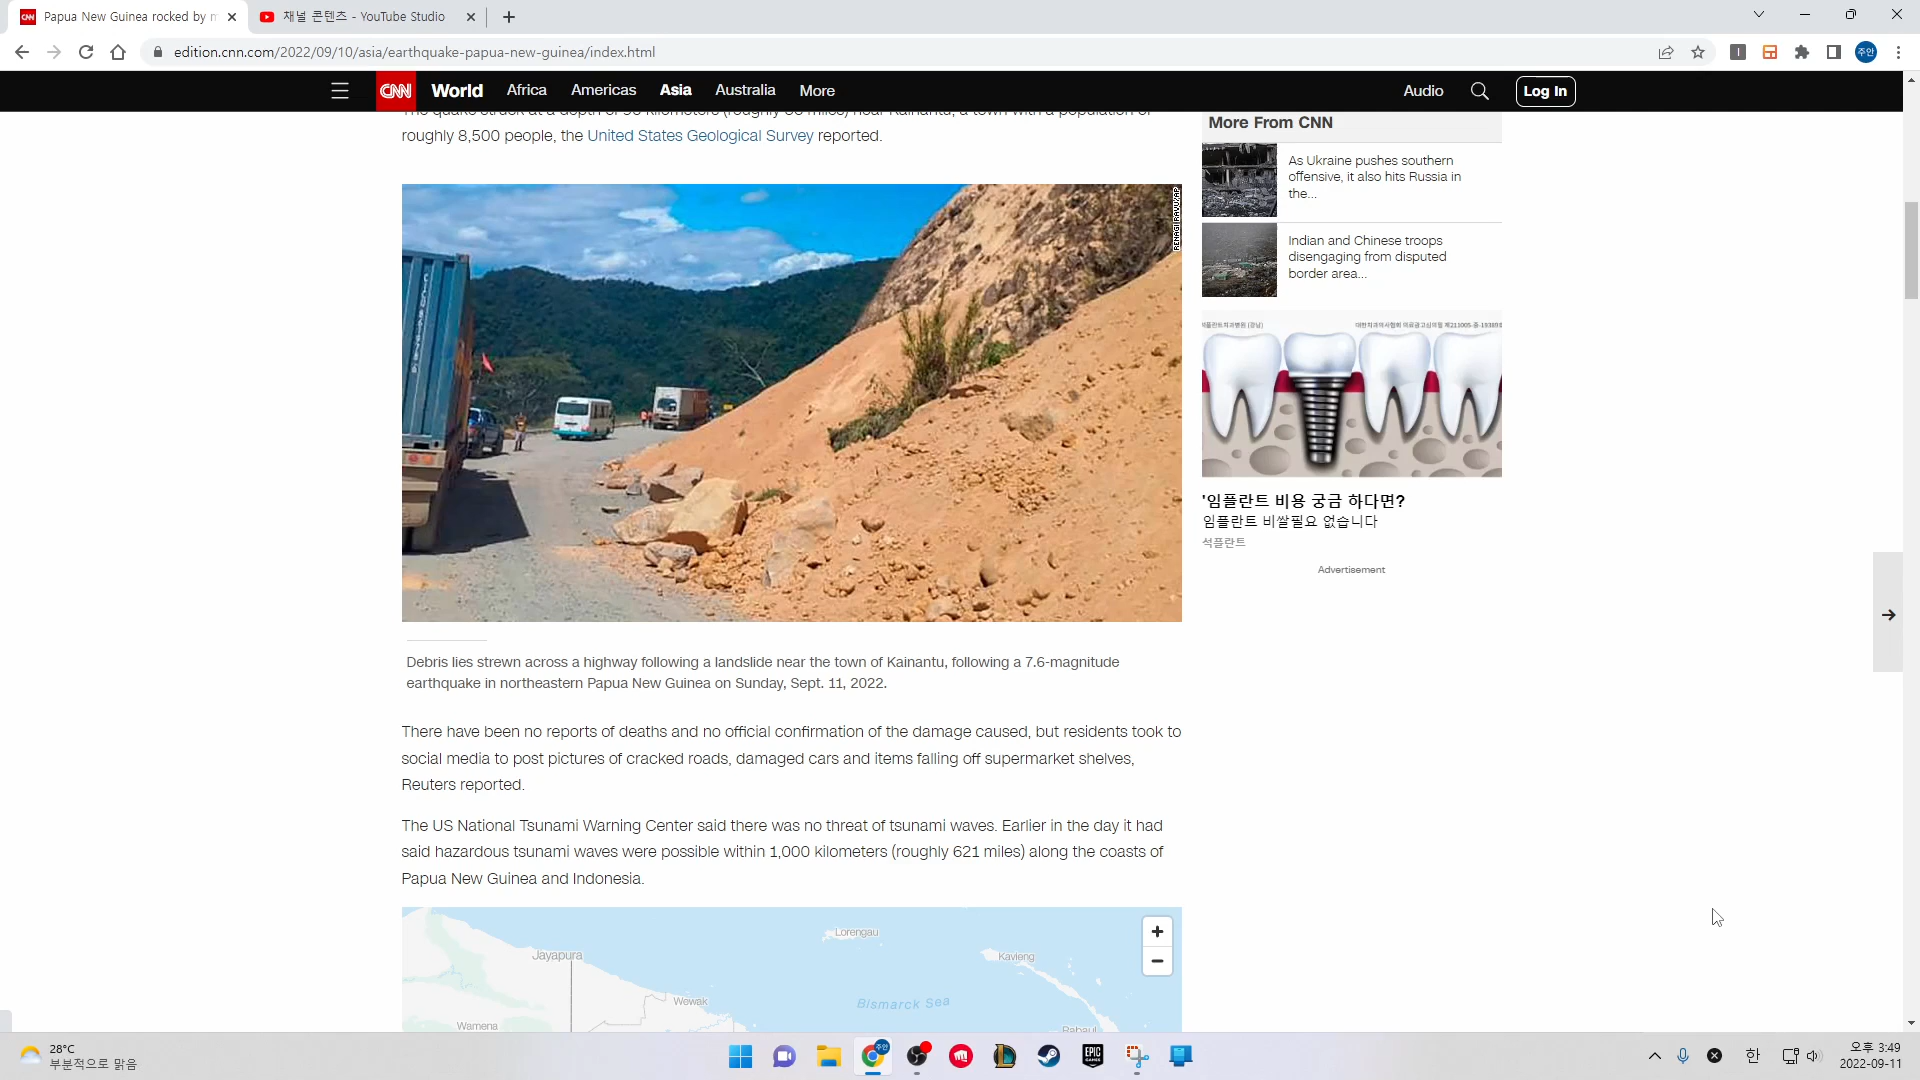 Papua New Guinea rocked by m
채널 콘텐츠 - YouTube Studio
edition.cnn.com/2022/09/10/asia/earthquake-papua-new-guinea/index.html
주안
CNN World Africa Americas Asia Australia More Audio Log In
roughly 8,500 people, the United States Geological Survey reported.
More From CNN
As Ukraine pushes southern
offensive, it also hits Russia in
the...
Indian and Chinese troops
disengaging from disputed
border area...
RENAGI RAVU/AP
'임플란트 비용 궁금 하다면?
임플란트 비쌀필요 없습니다
석플란트
Advertisement
Debris lies strewn across a highway following a landslide near the town of Kainantu, following a 7.6-magnitude
earthquake in northeastern Papua New Guinea on Sunday, Sept. 11, 2022.
There have been no reports of deaths and no official confirmation of the damage caused, but residents took to
social media to post pictures of cracked roads, damaged cars and items falling off supermarket shelves,
Reuters reported.
The US National Tsunami Warning Center said there was no threat of tsunami waves. Earlier in the day it had
said hazardous tsunami waves were possible within 1,000 kilometers (roughly 621 miles) along the coasts of
Papua New Guinea and Indonesia.
Lorengau
Jayapura
Kavieng
Wewak
Bismarck Sea
Wamena
Rabaul
28°C
부분적으로 맑음
주안
EPIC GAMES
한
오후 3:49
2022-09-11